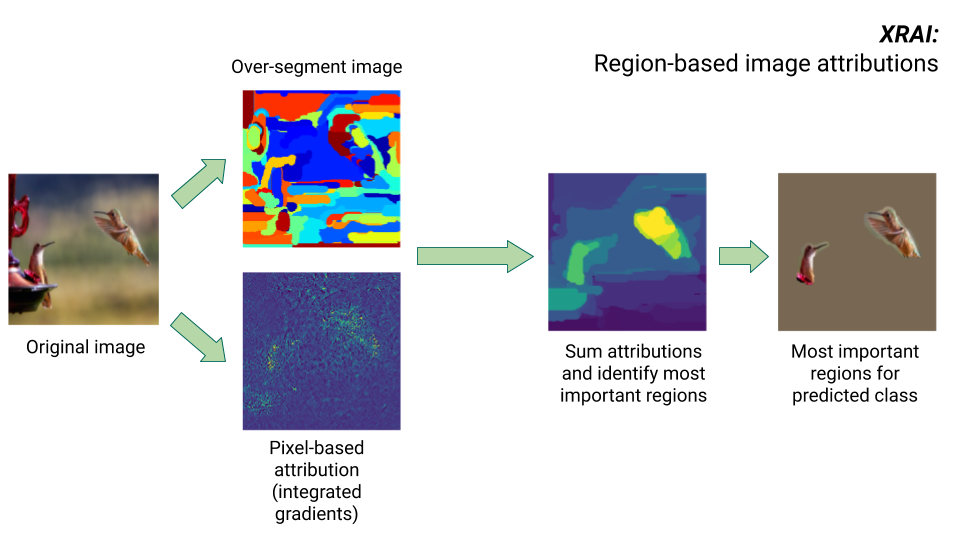 XRAI:
Region-based image attributions
Over-segment image
Original image
Pixel-based
attribution
(integrated
gradients)
Sum attributions
and identify most
important regions
Most important
regions for
predicted class